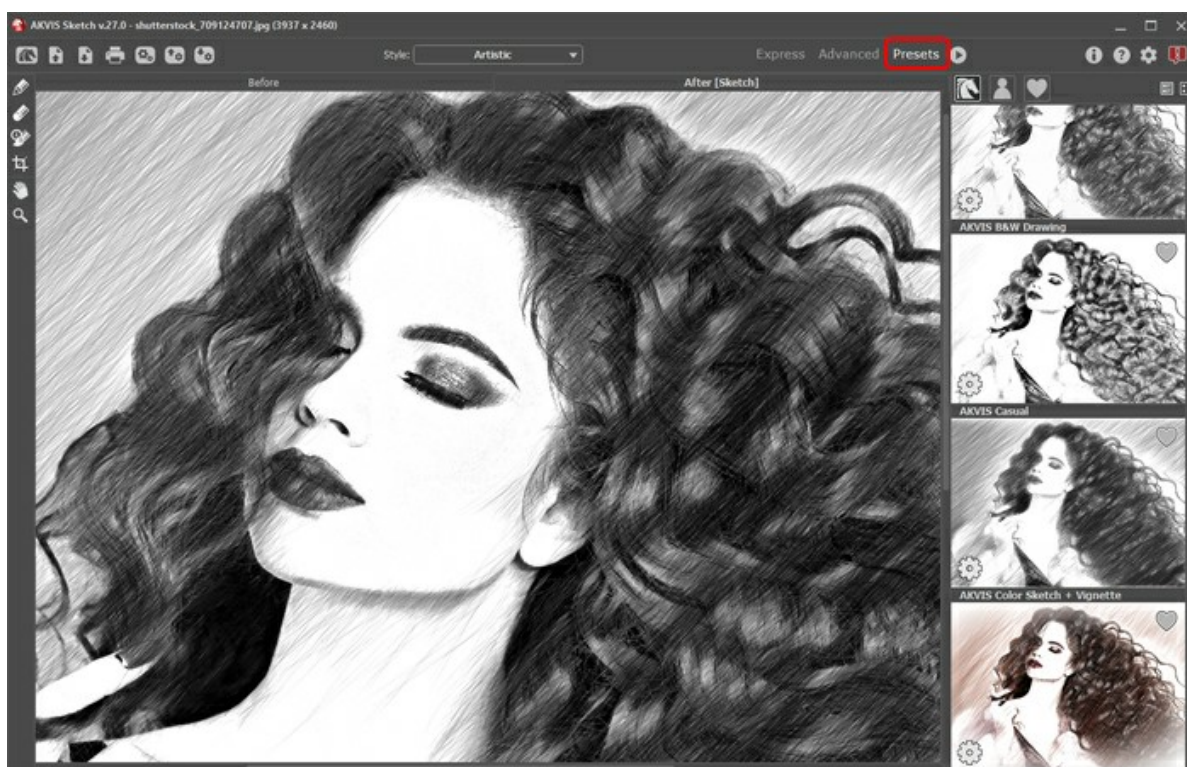 AKVIS Sketch v.27.0 - shutterstock_709124707.jpg (3937 x 2460)
Style: Artistic
Express Advanced Presets
Before
After [Sketch]
AKVIS B&W Drawing
AKVIS Casual
AKVIS Color Sketch + Vignette